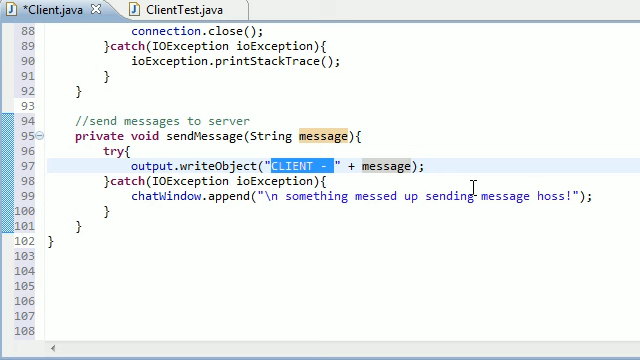 *Client.java ClientTest.java
88 connection.close();
89 }catch(IOException ioException){
90 ioException.printStackTrace();
91 }
92 }
93
94 //send messages to server
95 private void sendMessage(String message){
96 try{
97 output.writeObject("CLIENT - " + message);
98 }catch(IOException ioException){
99 chatWindow.append("\n something messed up sending message hoss!");
100 }
101 }
102 }
103
104
105
106
107
108